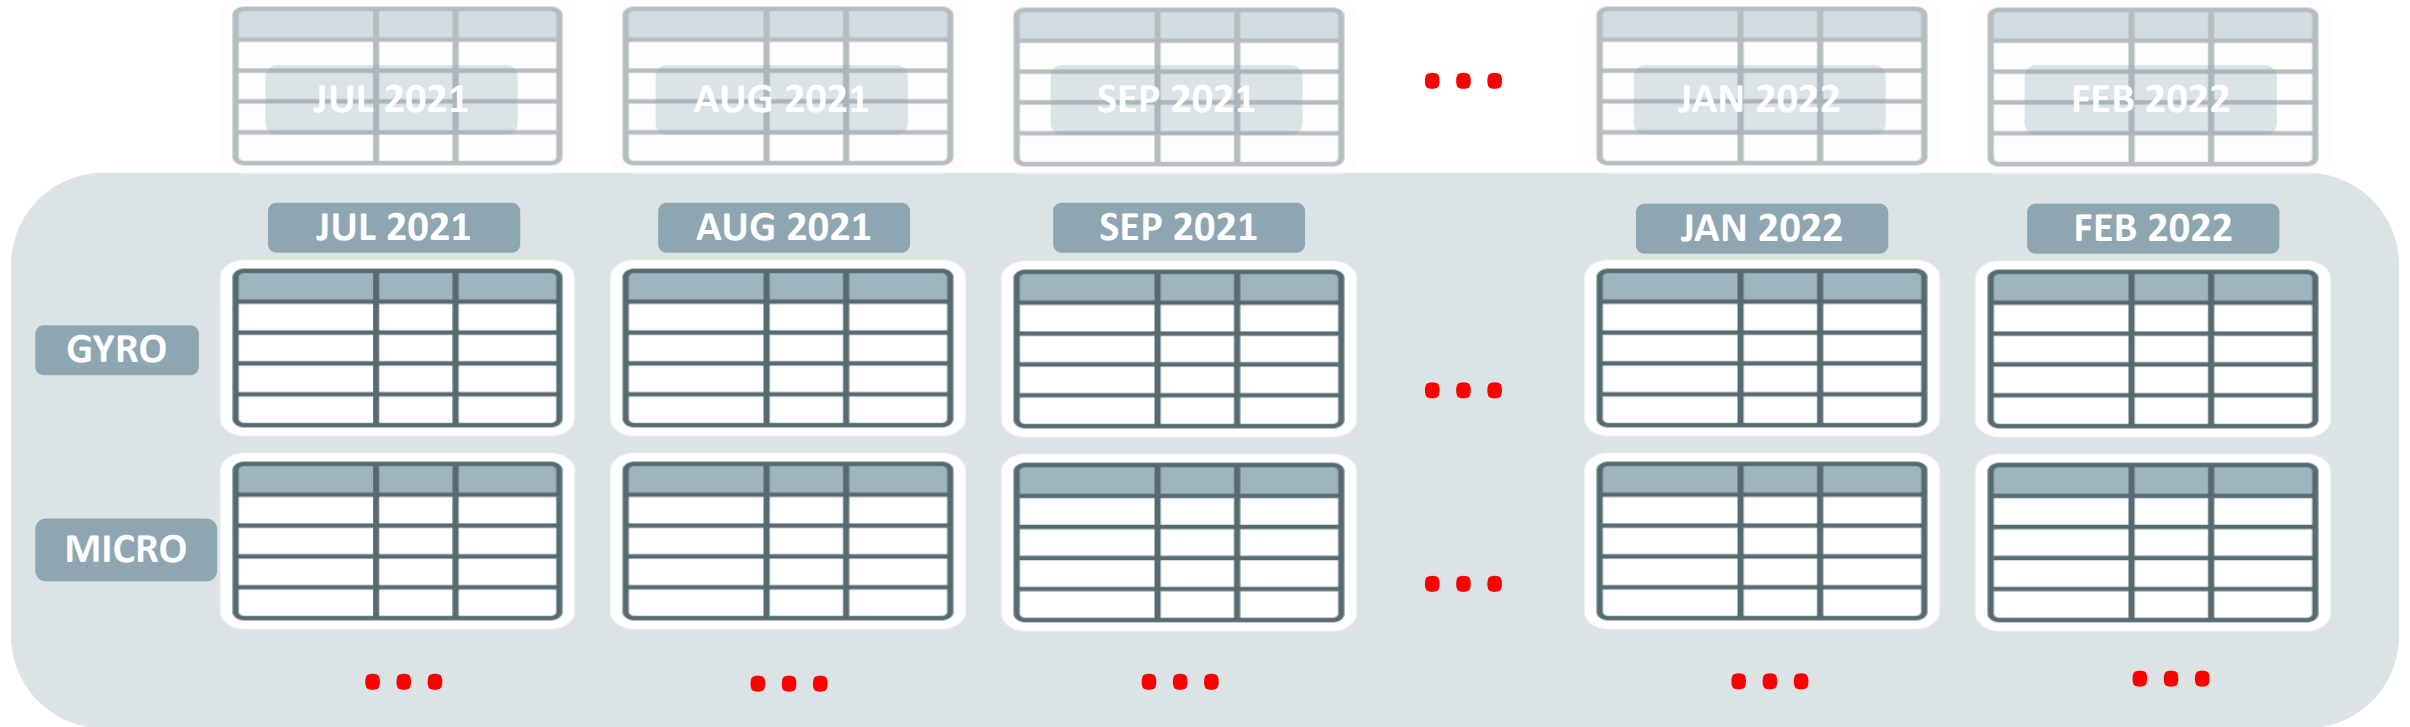 JUL 2021 AUG 2021 SEP 2021 ... JAN 2022 FEB 2022
JUL 2021 AUG 2021 SEP 2021 JAN 2022 FEB 2022
GYRO ...
MICRO ...
... ... ... ... ...